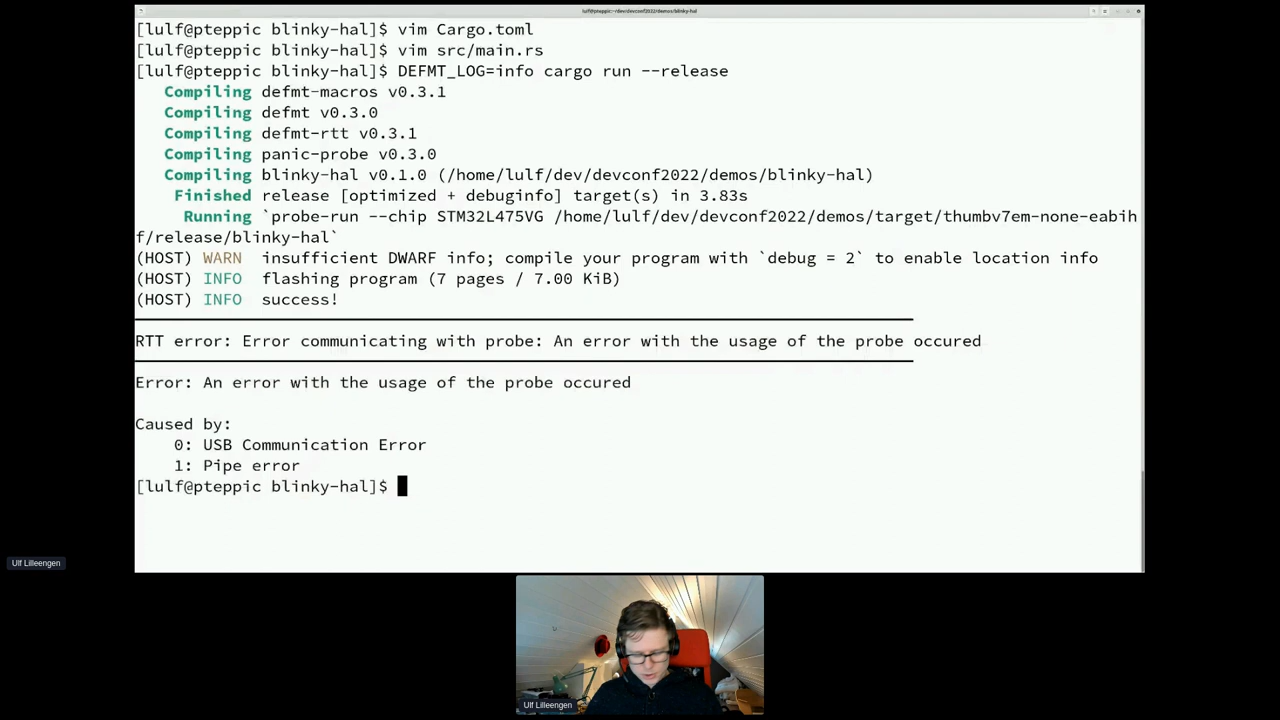 lulf@pteppic:~/dev/devconf2022/demos/blinky-hal
[lulf@pteppic blinky-hal]$ vim Cargo.toml
[lulf@pteppic blinky-hal]$ vim src/main.rs
[lulf@pteppic blinky-hal]$ DEFMT_LOG=info cargo run --release
Compiling defmt-macros v0.3.1
Compiling defmt v0.3.0
Compiling defmt-rtt v0.3.1
Compiling panic-probe v0.3.0
Compiling blinky-hal v0.1.0 (/home/lulf/dev/devconf2022/demos/blinky-hal)
Finished release [optimized + debuginfo] target(s) in 3.83s
Running `probe-run --chip STM32L475VG /home/lulf/dev/devconf2022/demos/target/thumbv7em-none-eabih
f/release/blinky-hal`
(HOST) WARN insufficient DWARF info; compile your program with `debug = 2` to enable location info
(HOST) INFO flashing program (7 pages / 7.00 KiB)
(HOST) INFO success!
RTT error: Error communicating with probe: An error with the usage of the probe occured
Error: An error with the usage of the probe occured
Caused by:
0: USB Communication Error
1: Pipe error
[lulf@pteppic blinky-hal]$
Ulf Lilleengen
Ulf Lilleengen